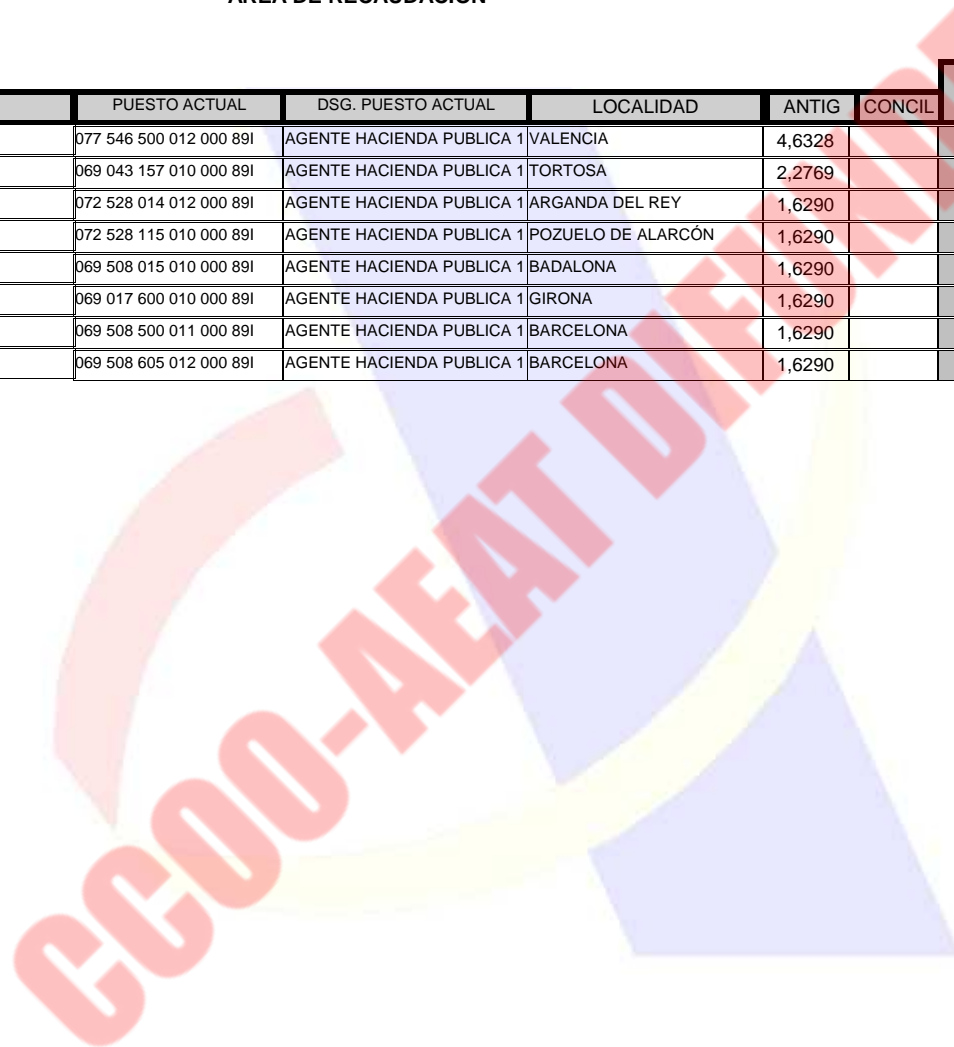 ÁREA DE RECAUDACIÓN
PUESTO ACTUAL DSG. PUESTO ACTUAL LOCALIDAD ANTIG CONCIL
077 546 500 012 000 89I AGENTE HACIENDA PUBLICA 1 VALENCIA 4,6328
069 043 157 010 000 89I AGENTE HACIENDA PUBLICA 1 TORTOSA 2,2769
072 528 014 012 000 89I AGENTE HACIENDA PUBLICA 1 ARGANDA DEL REY 1,6290
072 528 115 010 000 89I AGENTE HACIENDA PUBLICA 1 POZUELO DE ALARCÓN 1,6290
069 508 015 010 000 89I AGENTE HACIENDA PUBLICA 1 BADALONA 1,6290
069 017 600 010 000 89I AGENTE HACIENDA PUBLICA 1 GIRONA 1,6290
069 508 500 011 000 89I AGENTE HACIENDA PUBLICA 1 BARCELONA 1,6290
069 508 605 012 000 89I AGENTE HACIENDA PUBLICA 1 BARCELONA 1,6290
CCOO-AEAT DIFUND